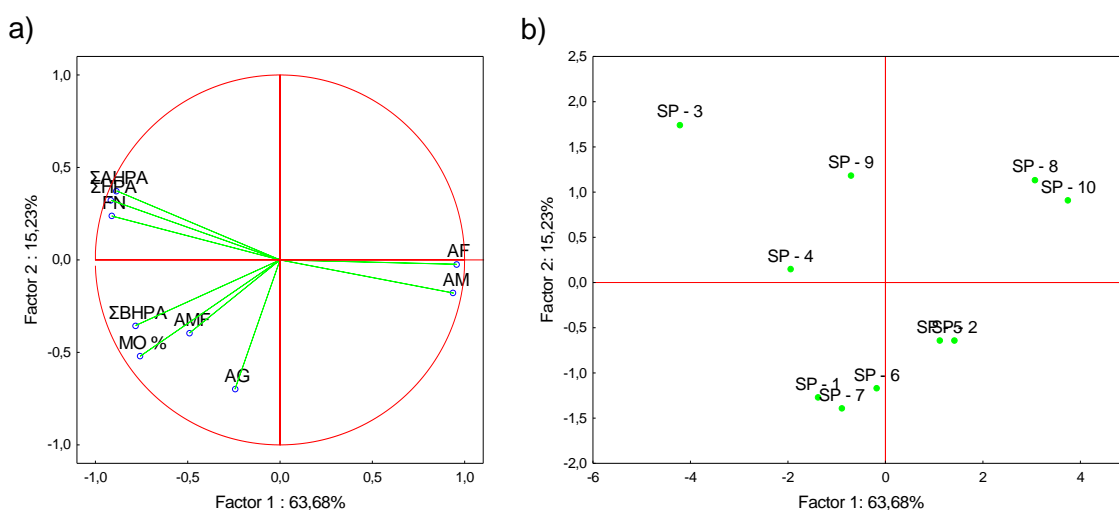 a)
1,0
0,5
0,0
-0,5
-1,0
Factor 2 : 15,23%
ΣAHPA
ΣHPA
FN
AF
AM
ΣBHPA
AMF
MO %
AG
-1,0 -0,5 0,0 0,5 1,0
Factor 1 : 63,68%
b)
2,5
2,0
1,5
1,0
0,5
0,0
-0,5
-1,0
-1,5
-2,0
Factor 2: 15,23%
SP - 3
SP - 9
SP - 8
SP - 10
SP - 4
SP - 2
SP - 6
SP - 1
SP - 7
-6 -4 -2 0 2 4
Factor 1: 63,68%